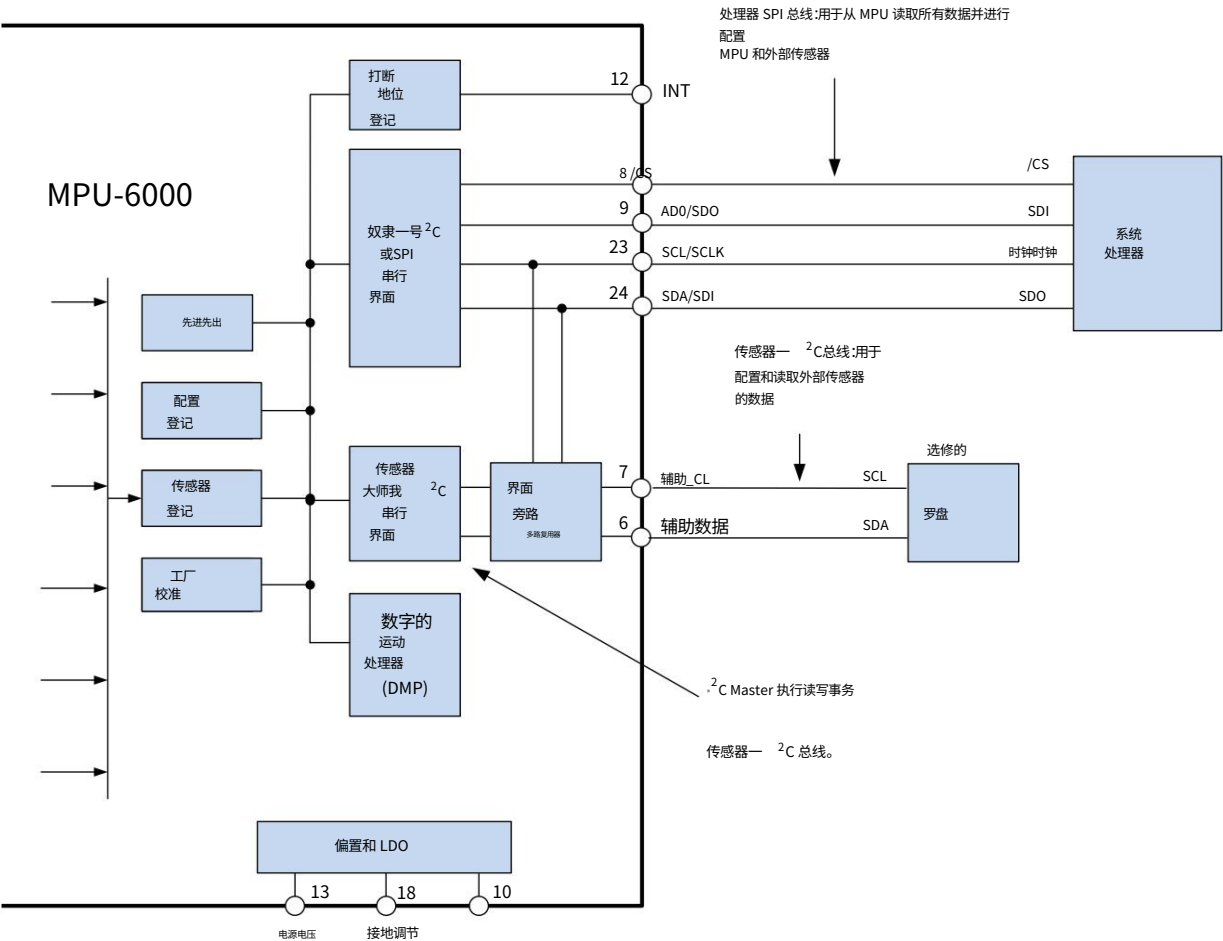 处理器 SPI 总线:用于从 MPU 读取所有数据并进行
配置
MPU 和外部传感器
打断
地位
登记
12
INT
MPU-6000
8 /CS
/CS
奴隶一号 2C
或SPI
串行
界面
9
AD0/SDO
SDI
23
SCL/SCLK
时钟时钟
24
SDA/SDI
SDO
系统
处理器
先进先出
传感器一 2C总线:用于
配置和读取外部传感器
的数据
配置
登记
传感器
登记
工厂
校准
传感器
大师我 2C
串行
界面
界面
旁路
多路复用器
7
辅助_CL
SCL
6
辅助数据
SDA
选修的
罗盘
数字的
运动
处理器
(DMP)
2C Master 执行读写事务
传感器一 2C 总线。
偏置和 LDO
13
18
10
电源电压
接地调节